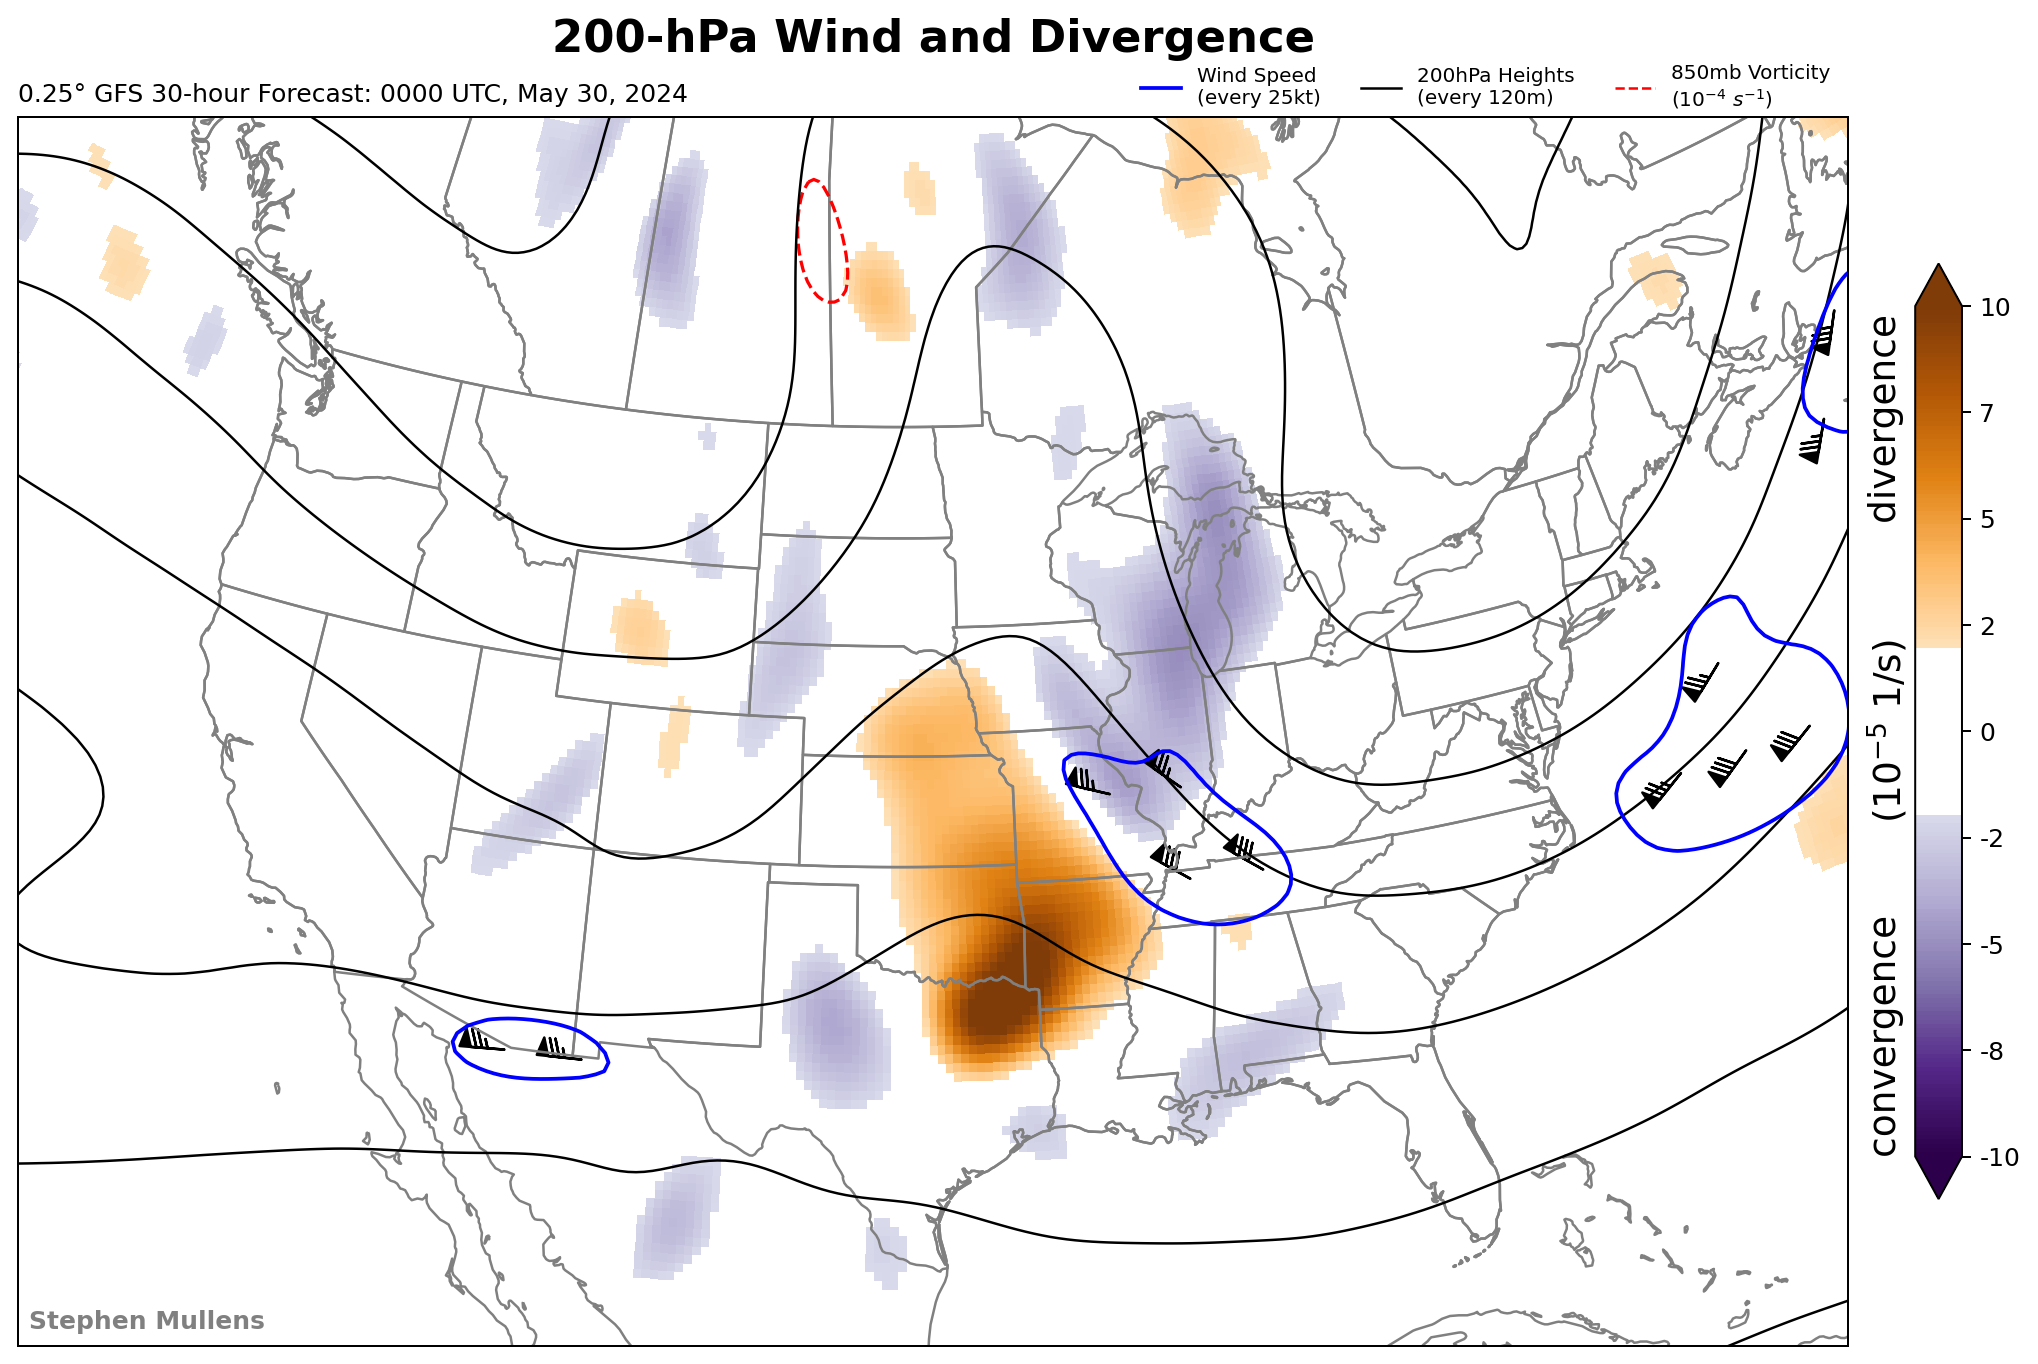 200-hPa Wind and Divergence
0.25° GFS 30-hour Forecast: 0000 UTC, May 30, 2024
Wind Speed
(every 25kt)
200hPa Heights
(every 120m)
850mb Vorticity
(10⁻⁴ s⁻¹)
10
7
5
2
0
-2
-5
-8
-10
convergence (10⁻⁵ 1/s) divergence
Stephen Mullens